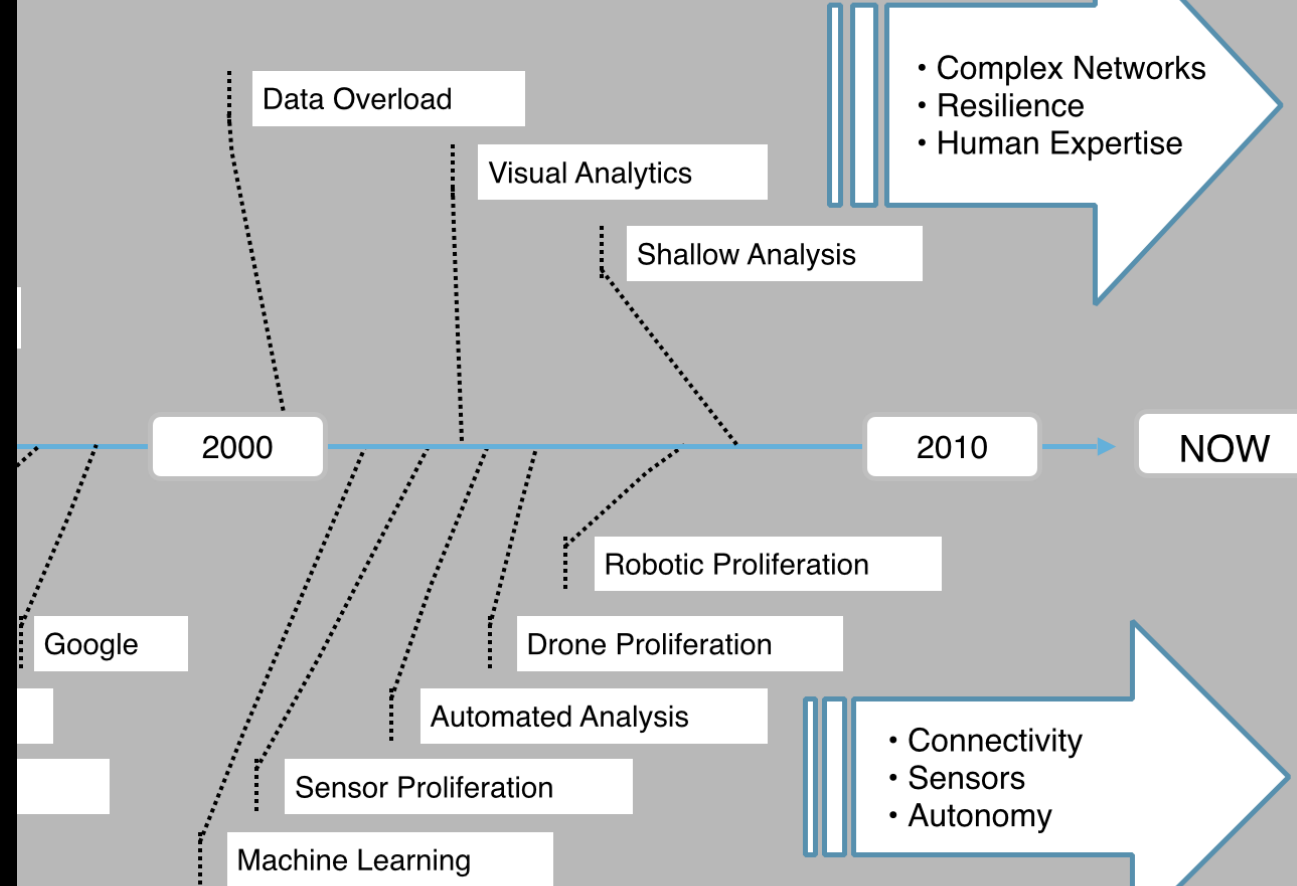 • Complex Networks
• Resilience
• Human Expertise
Data Overload
Visual Analytics
Shallow Analysis
2000
2010
NOW
Robotic Proliferation
Google
Drone Proliferation
Automated Analysis
• Connectivity
• Sensors
• Autonomy
Sensor Proliferation
Machine Learning